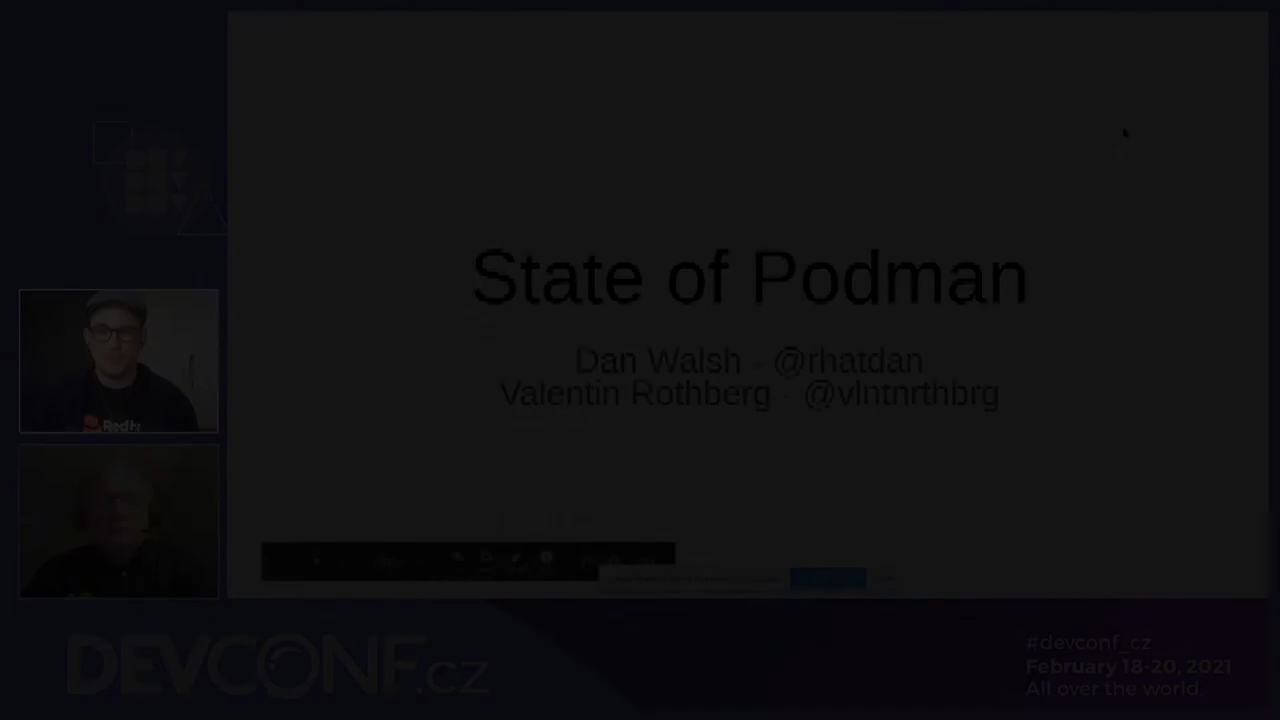 State of Podman
Dan Walsh - @rhatdan
Valentin Rothberg - @vlntnrthbrg
DEVCONF.CZ
#devconf_cz
February 18-20, 2021
All over the world